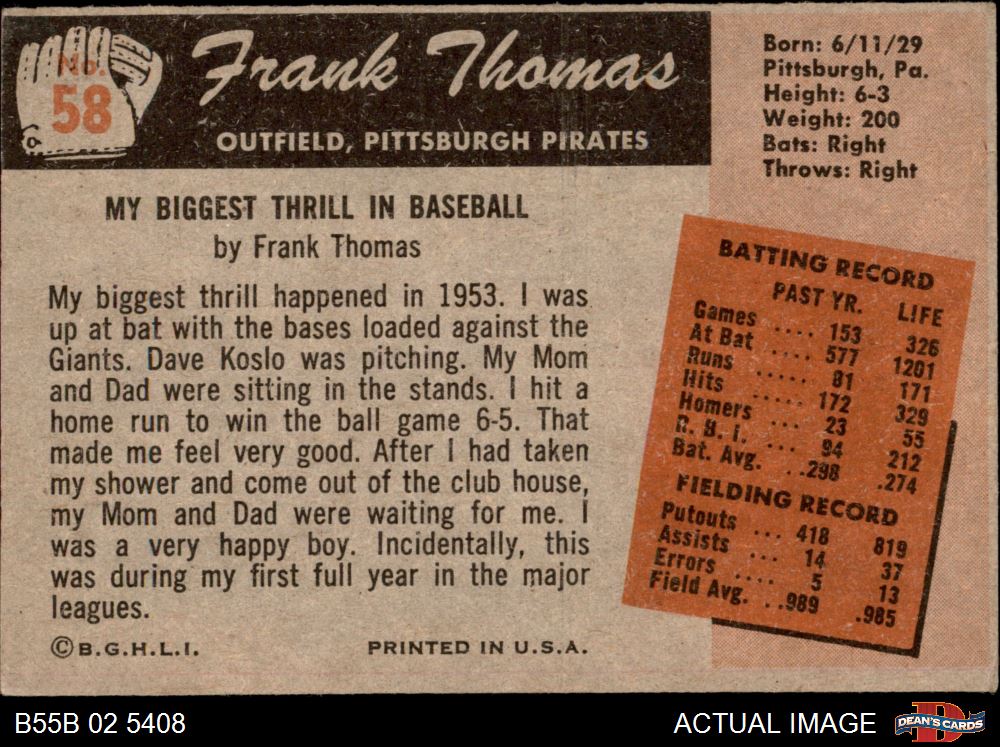 No.
58
Frank Thomas
OUTFIELD, PITTSBURGH PIRATES
Born: 6/11/29
Pittsburgh, Pa.
Height: 6-3
Weight: 200
Bats: Right
Throws: Right
MY BIGGEST THRILL IN BASEBALL
by Frank Thomas
My biggest thrill happened in 1953. I was
up at bat with the bases loaded against the
Giants. Dave Koslo was pitching. My Mom
and Dad were sitting in the stands. I hit a
home run to win the ball game 6-5. That
made me feel very good. After I had taken
my shower and come out of the club house,
my Mom and Dad were waiting for me. I
was a very happy boy. Incidentally, this
was during my first full year in the major
leagues.
©B.G.H.L.I. PRINTED IN U.S.A.
BATTING RECORD
PAST YR. LIFE
Games .... 153 326
At Bat .... 577 1201
Runs ..... 81 171
Hits ..... 172 329
Homers ... 23 55
R. B. I. ... 94 212
Bat. Avg. ..298 .274
FIELDING RECORD
Putouts ... 418 819
Assists ... 14 37
Errors .... 5 13
Field Avg. ..989 .985
B55B 02 5408 ACTUAL IMAGE DEAN'S CARDS